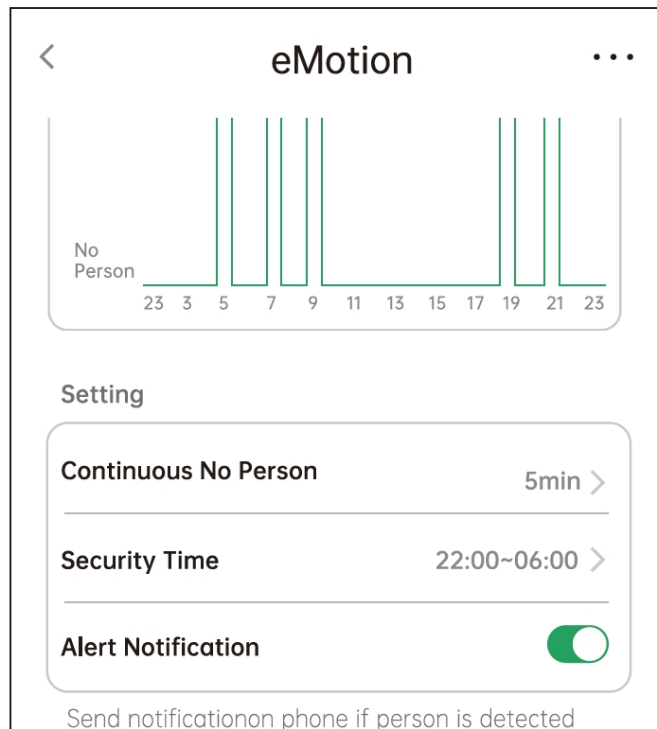 eMotion
No
Person
23 3 5 7 9 11 13 15 17 19 21 23
Setting
Continuous No Person 5min
Security Time 22:00~06:00
Alert Notification
Send notificationon phone if person is detected